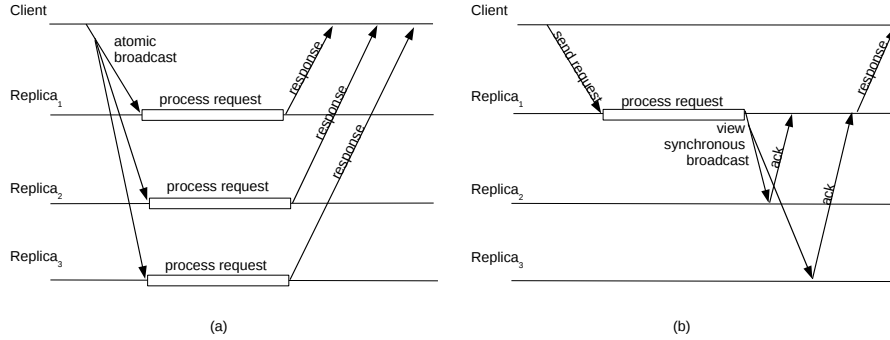 Client
atomic
broadcast
response
response
response
Replica1
process request
Replica2
process request
Replica3
process request
(a)
Client
send request
response
Replica1
process request
view
synchronous
broadcast
ack
ack
Replica2
Replica3
(b)